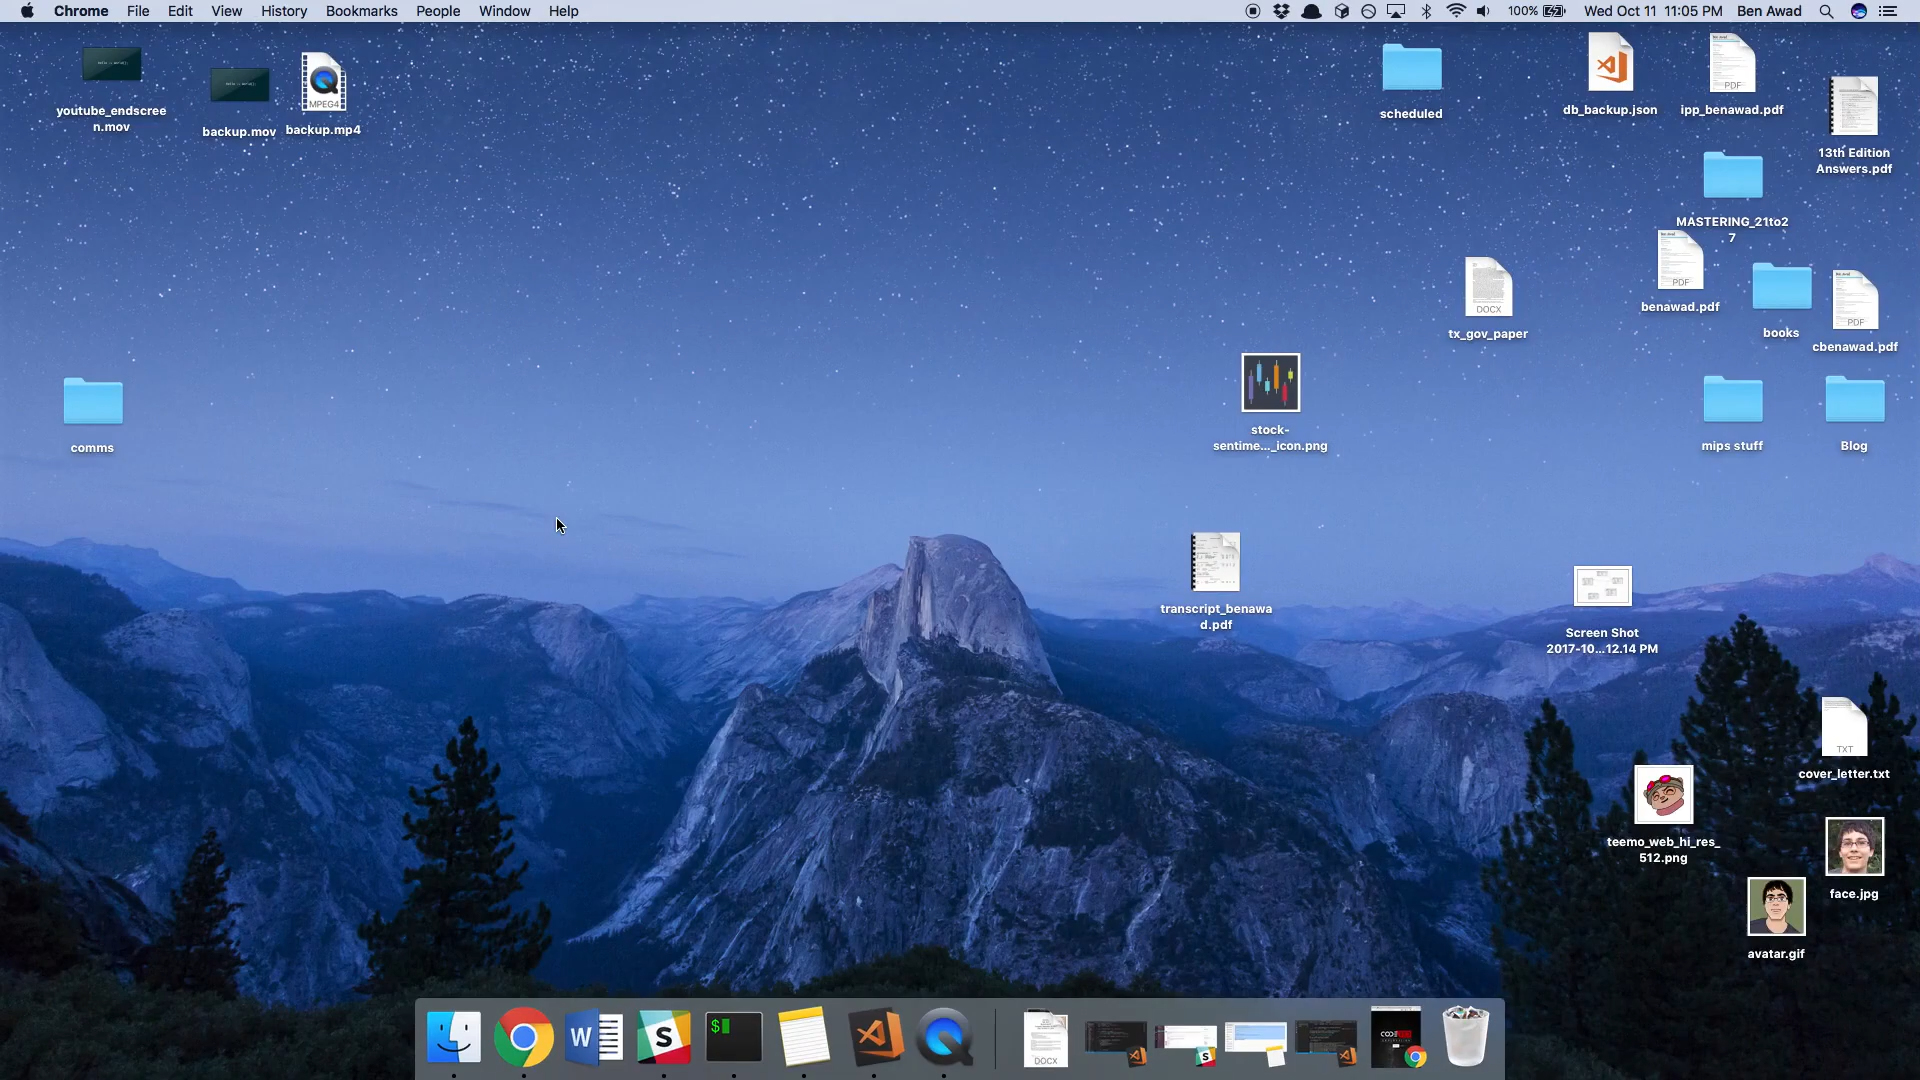 Chrome File Edit View History Bookmarks People Window Help
100% Wed Oct 11 11:05 PM Ben Awad
youtube_endscree
n.mov
backup.mov
MPEG4
backup.mp4
scheduled
db_backup.json
PDF
ipp_benawad.pdf
13th Edition
Answers.pdf
MASTERING_21to2
7
DOCX
tx_gov_paper
PDF
benawad.pdf
books
PDF
cbenawad.pdf
comms
stock-
sentime..._icon.png
mips stuff
Blog
transcript_benawa
d.pdf
Screen Shot
2017-10...12.14 PM
TXT
cover_letter.txt
teemo_web_hi_res_
512.png
face.jpg
avatar.gif
W
$
DOCX